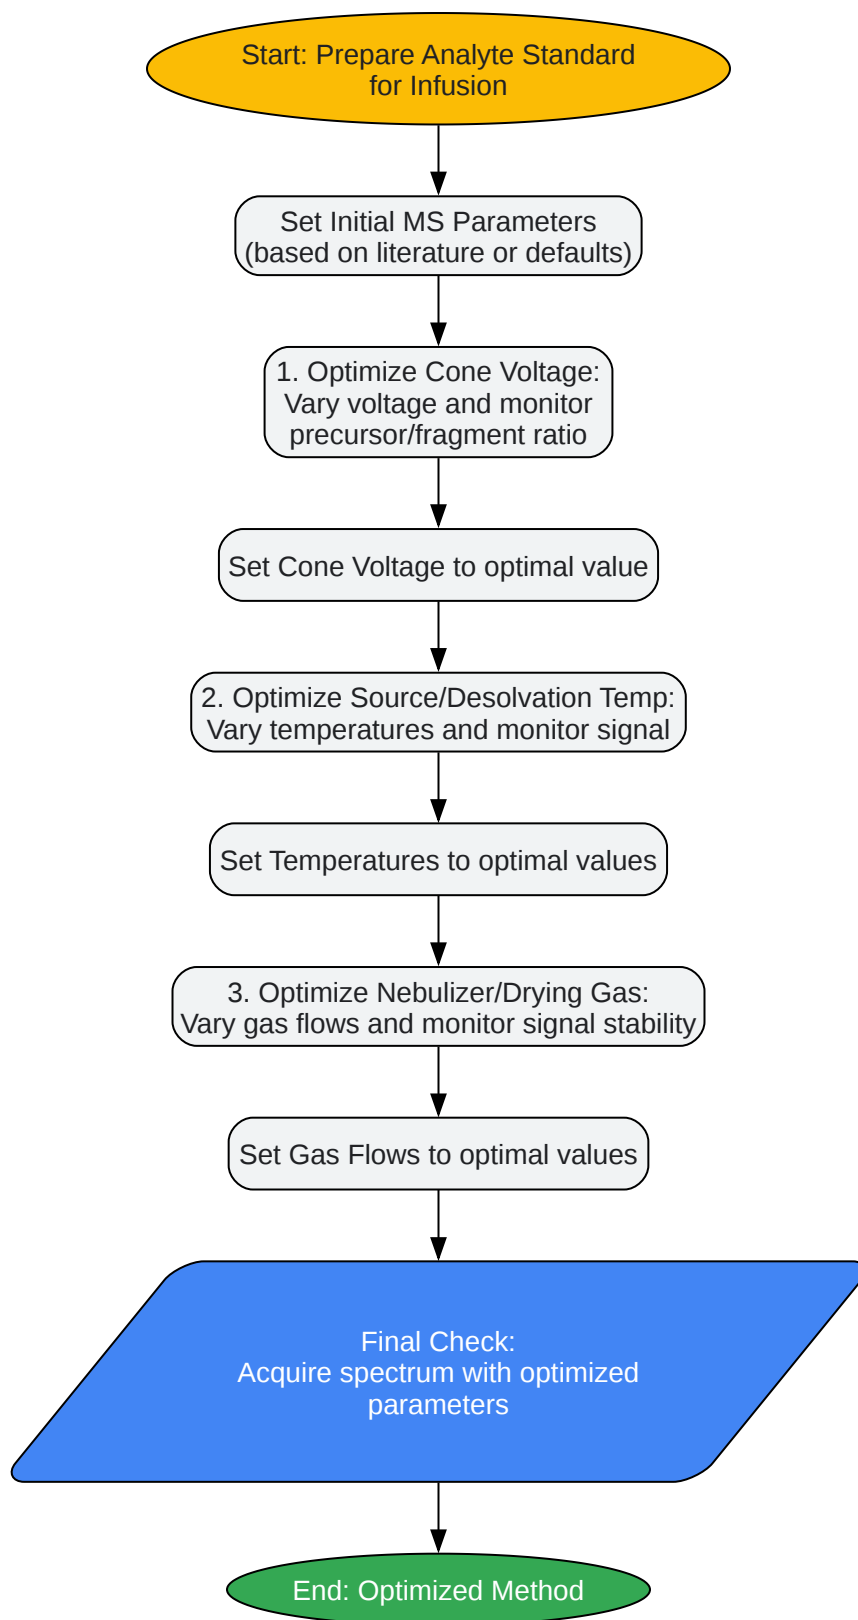 Start: Prepare Analyte Standard
for Infusion
Set Initial MS Parameters
(based on literature or defaults)
1. Optimize Cone Voltage:
Vary voltage and monitor
precursor/fragment ratio
Set Cone Voltage to optimal value
2. Optimize Source/Desolvation Temp:
Vary temperatures and monitor signal
Set Temperatures to optimal values
3. Optimize Nebulizer/Drying Gas:
Vary gas flows and monitor signal stability
Set Gas Flows to optimal values
Final Check:
Acquire spectrum with optimized
parameters
End: Optimized Method